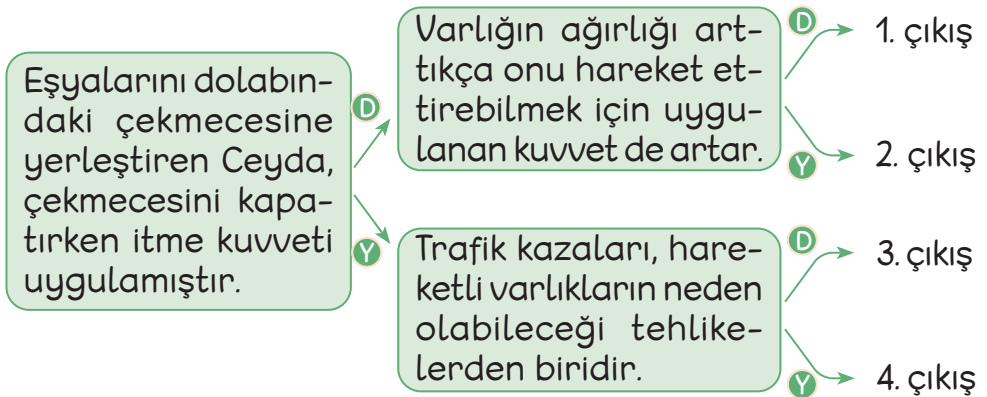 Eşyalarını dolabın-
daki çekmecesine
yerleştiren Ceyda,
çekmecesini kapa-
tırken itme kuvveti
uygulamıştır.
D
Y
Varlığın ağırlığı art-
tıkça onu hareket et-
tirebilmek için uygu-
lanan kuvvet de artar.
D
1. çıkış
Y
2. çıkış
Trafik kazaları, hare-
ketli varlıkların neden
olabileceği tehlike-
lerden biridir.
D
3. çıkış
Y
4. çıkış